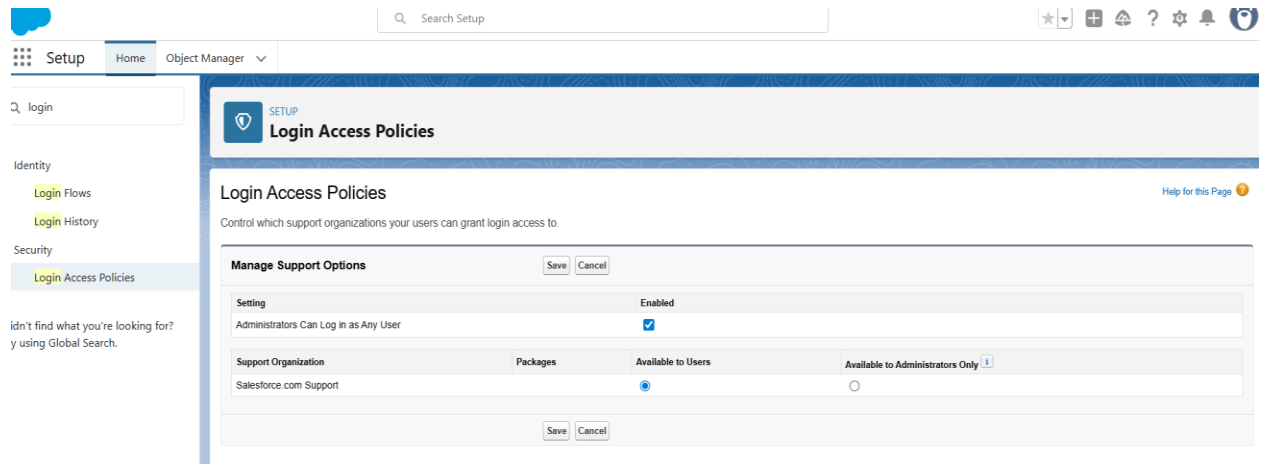 Search Setup
Setup Home Object Manager
login
SETUP
Login Access Policies
Identity
Login Flows
Login History
Security
Login Access Policies
idn't find what you're looking for?
y using Global Search.
Login Access Policies
Help for this Page ?
Control which support organizations your users can grant login access to.
Manage Support Options Save Cancel
Setting Enabled
Administrators Can Log in as Any User
Support Organization Packages Available to Users Available to Administrators Only i
Salesforce.com Support
Save Cancel